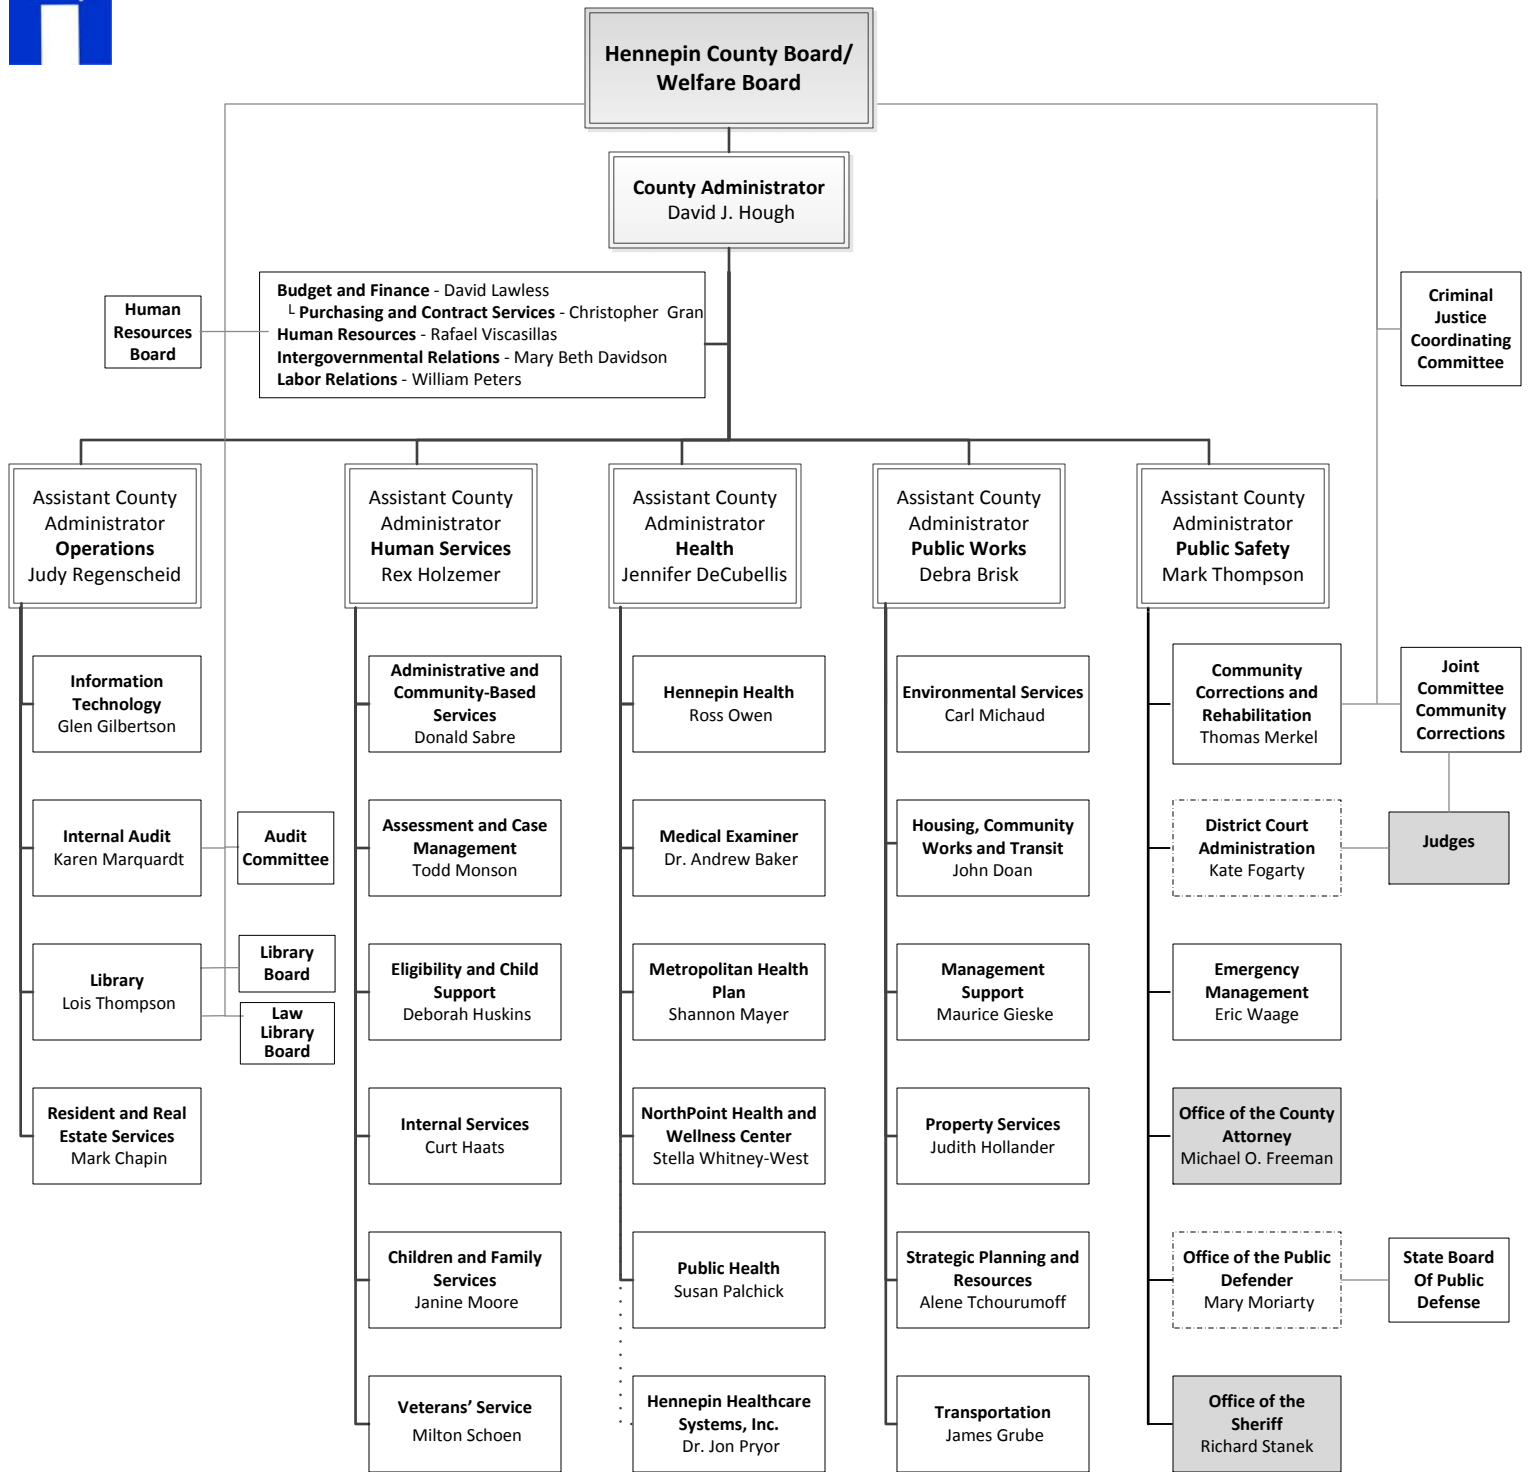 Hennepin County Board/
Welfare Board
County Administrator
David J. Hough
Human
Resources
Board
Budget and Finance - David Lawless
└ Purchasing and Contract Services - Christopher Gran
Human Resources - Rafael Viscasillas
Intergovernmental Relations - Mary Beth Davidson
Labor Relations - William Peters
Criminal
Justice
Coordinating
Committee
Assistant County
Administrator
Operations
Judy Regenscheid
Assistant County
Administrator
Human Services
Rex Holzemer
Assistant County
Administrator
Health
Jennifer DeCubellis
Assistant County
Administrator
Public Works
Debra Brisk
Assistant County
Administrator
Public Safety
Mark Thompson
Information
Technology
Glen Gilbertson
Administrative and
Community-Based
Services
Donald Sabre
Hennepin Health
Ross Owen
Environmental Services
Carl Michaud
Community
Corrections and
Rehabilitation
Thomas Merkel
Joint
Committee
Community
Corrections
Internal Audit
Karen Marquardt
Audit
Committee
Assessment and Case
Management
Todd Monson
Medical Examiner
Dr. Andrew Baker
Housing, Community
Works and Transit
John Doan
District Court
Administration
Kate Fogarty
Judges
Library
Lois Thompson
Library
Board
Law
Library
Board
Eligibility and Child
Support
Deborah Huskins
Metropolitan Health
Plan
Shannon Mayer
Management
Support
Maurice Gieske
Emergency
Management
Eric Waage
Resident and Real
Estate Services
Mark Chapin
Internal Services
Curt Haats
NorthPoint Health and
Wellness Center
Stella Whitney-West
Property Services
Judith Hollander
Office of the County
Attorney
Michael O. Freeman
Children and Family
Services
Janine Moore
Public Health
Susan Palchick
Strategic Planning and
Resources
Alene Tchourumoff
Office of the Public
Defender
Mary Moriarty
State Board
Of Public
Defense
Veterans’ Service
Milton Schoen
Hennepin Healthcare
Systems, Inc.
Dr. Jon Pryor
Transportation
James Grube
Office of the
Sheriff
Richard Stanek